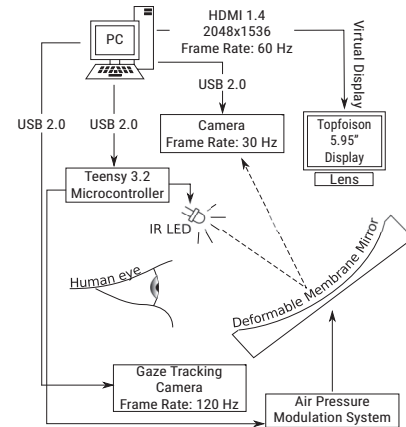 HDMI 1.4
2048x1536
Frame Rate: 60 Hz
PC
Virtual Display
USB 2.0
USB 2.0
USB 2.0
Camera
Frame Rate: 30 Hz
Topfoison
5.95”
Display
Lens
Teensy 3.2
Microcontroller
IR LED
Human eye
Deformable Membrane Mirror
Gaze Tracking
Camera
Frame Rate: 120 Hz
Air Pressure
Modulation System